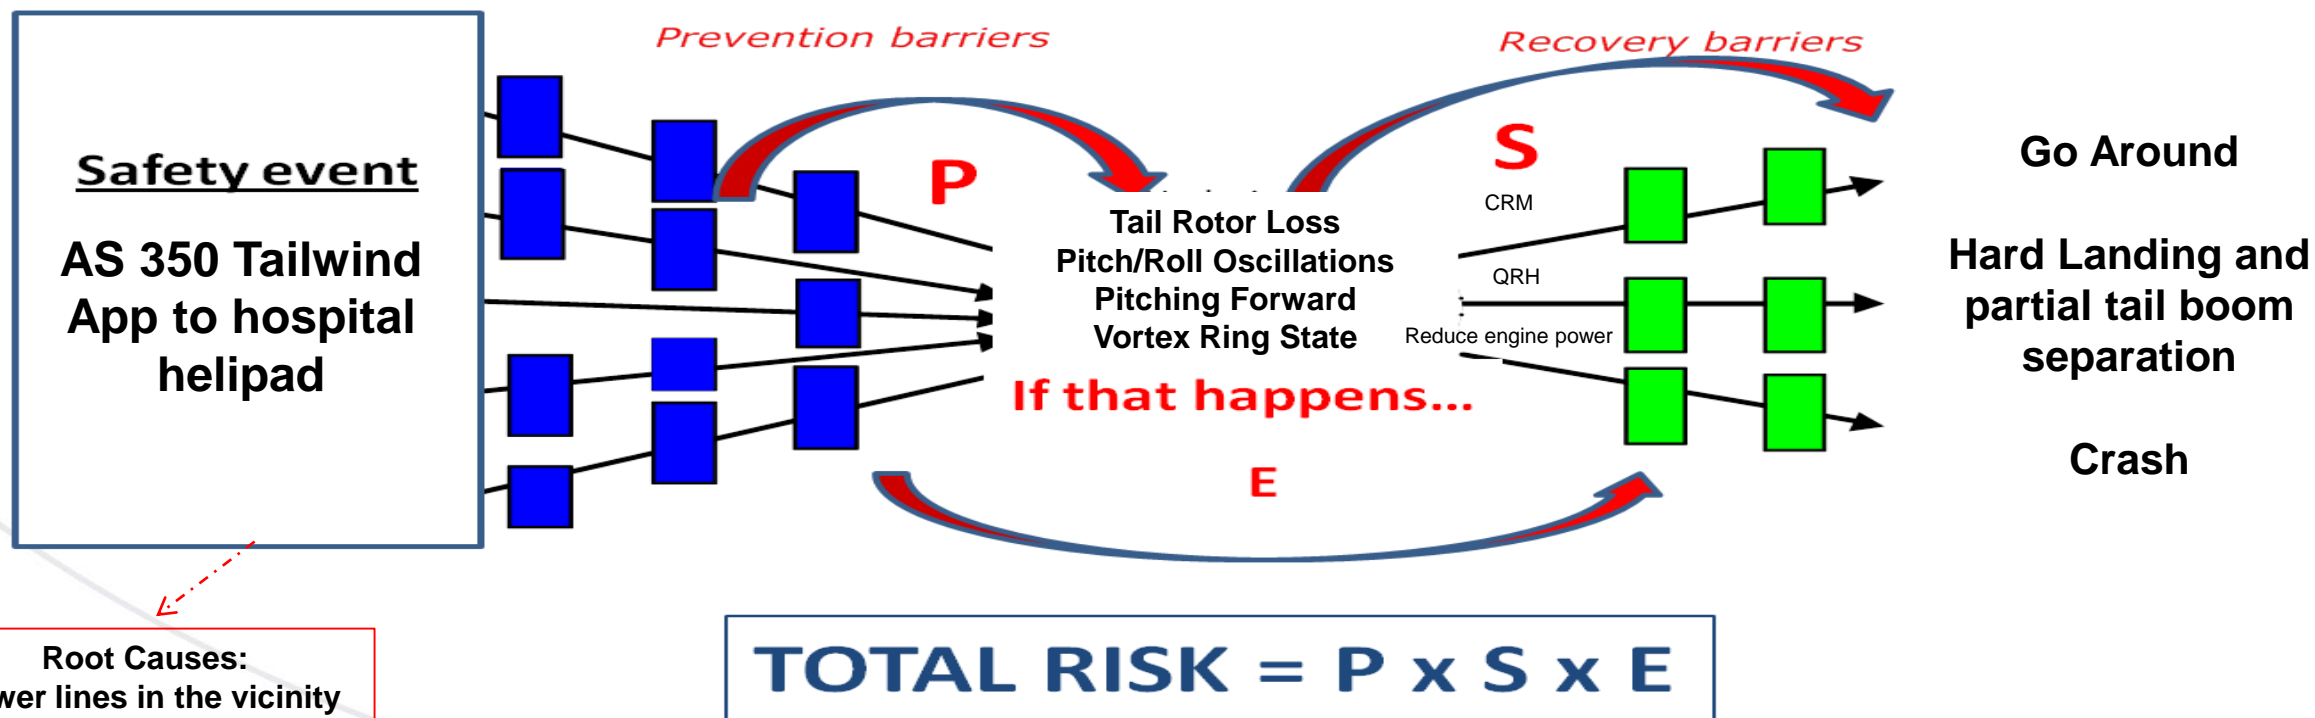 Prevention barriers
Recovery barriers
Safety event
AS 350 Tailwind
App to hospital
helipad
P
Tail Rotor Loss
Pitch/Roll Oscillations
Pitching Forward
Vortex Ring State
If that happens...
E
S
CRM
QRH
Reduce engine power
Go Around
Hard Landing and
partial tail boom
separation
Crash
Root Causes:
lines in the vicinity
TOTAL RISK = P x S x E